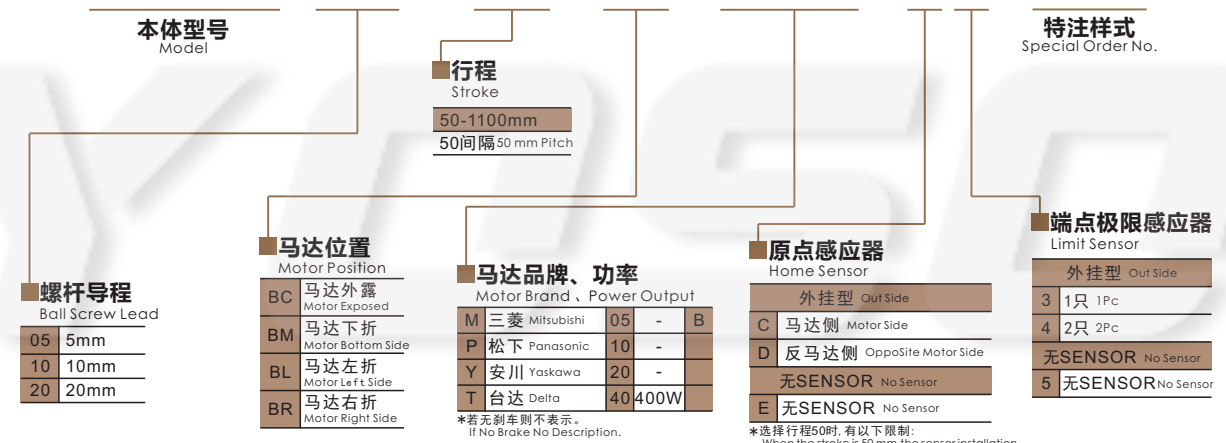 本体型号
Model
特注样式
Special Order No.
行程
Stroke
50-1100mm
50间隔 50 mm Pitch
螺杆导程
Ball Screw Lead
05 5mm
10 10mm
20 20mm
马达位置
Motor Position
BC 马达外露
Motor Exposed
BM 马达下折
Motor Bottom Side
BL 马达左折
Motor Left Side
BR 马达右折
Motor Right Side
马达品牌、功率
Motor Brand、Power Output
M 三菱 Mitsubishi 05 - B
P 松下 Panasonic 10 -
Y 安川 Yaskawa 20 -
T 台达 Delta 40 400W
*若无刹车则不表示。
If No Brake No Description.
原点感应器
Home Sensor
外挂型 Out Side
C 马达侧 Motor Side
D 反马达侧 OppoSite Motor Side
无SENSOR No Sensor
E 无SENSOR No Sensor
*选择行程50时,有以下限制:
When the stroke is 50 mm the sensor installation
端点极限感应器
Limit Sensor
外挂型 Out Side
3 1只 1Pc
4 2只 2Pc
无SENSOR No Sensor
5 无SENSOR No Sensor